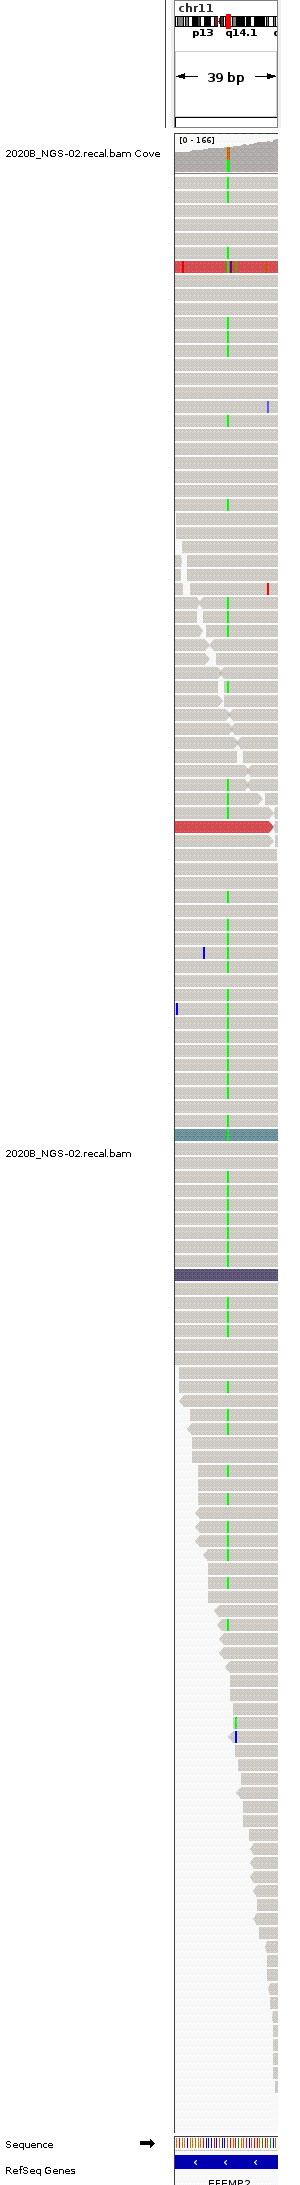 chr11
p13 q14.1
39 bp
[0 - 166]
2020B_NGS-02.recal.bam Cove
2020B_NGS-02.recal.bam
Sequence
RefSeq Genes
EFEMP2